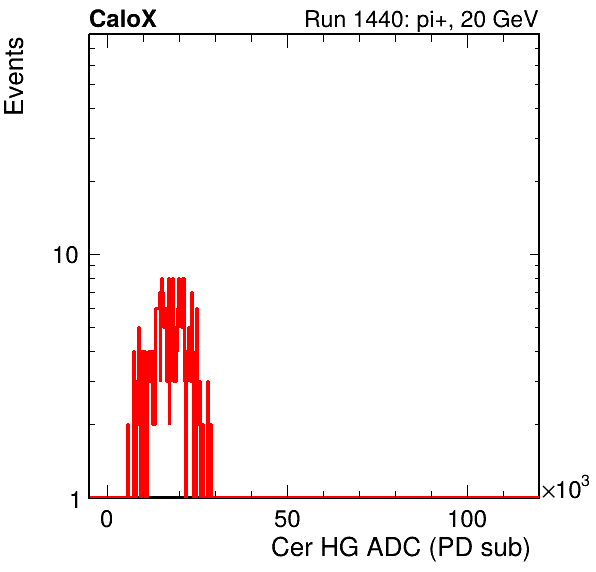 CaloX Run 1440: pi+, 20 GeV
Events
10
1
0 50 100
×10³
Cer HG ADC (PD sub)